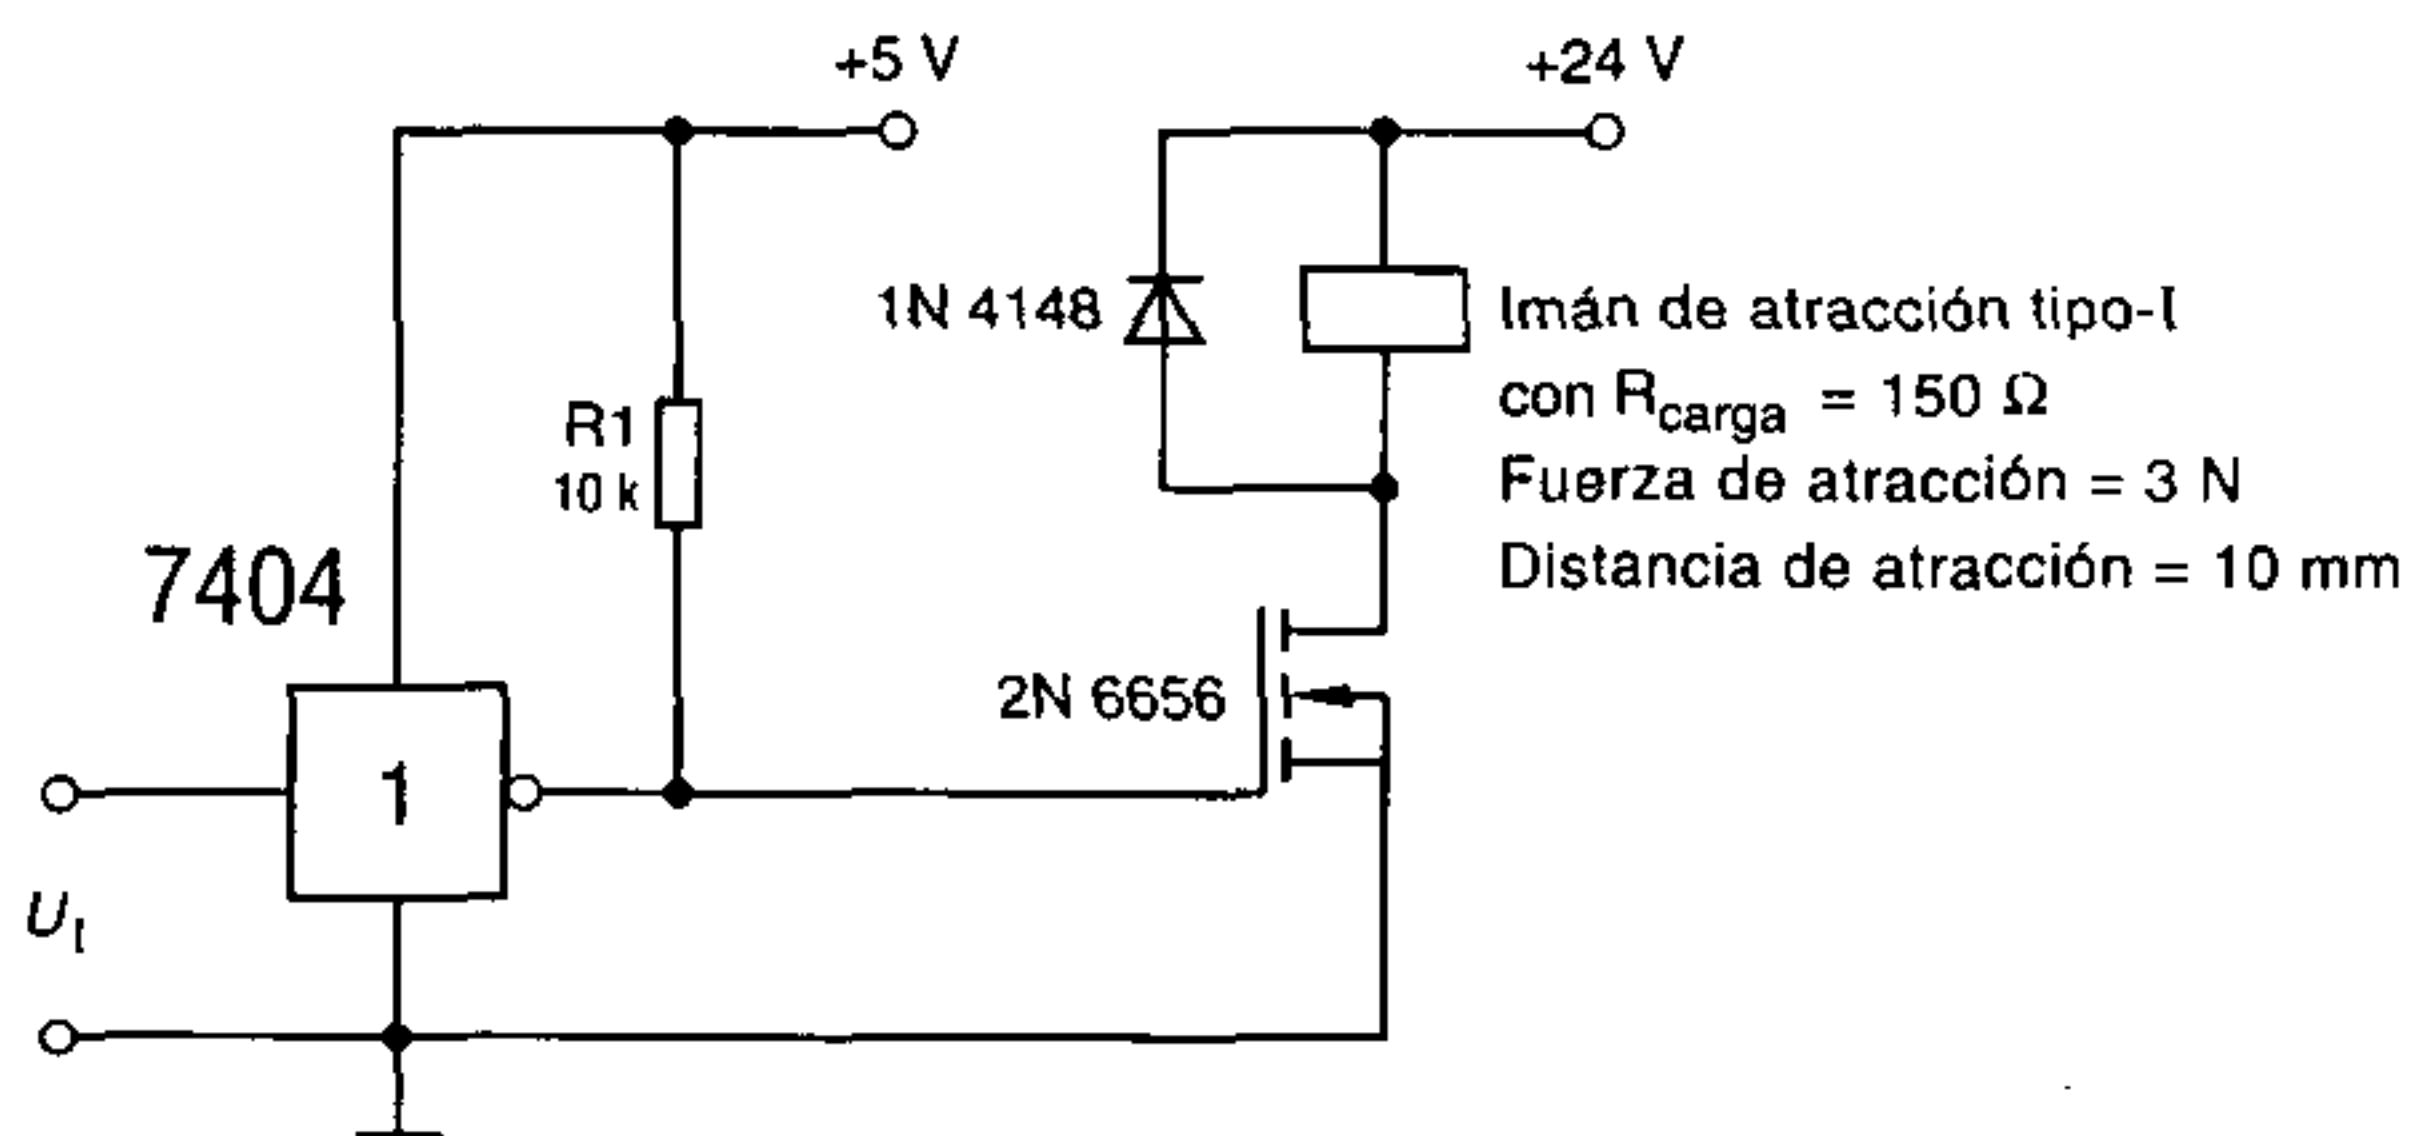 +5 V
+24 V
1N 4148
Imán de atracción tipo-I
con Rcarga = 150 Ω
R1
10 k
Fuerza de atracción = 3 N
7404
Distancia de atracción = 10 mm
2N 6656
1
UI